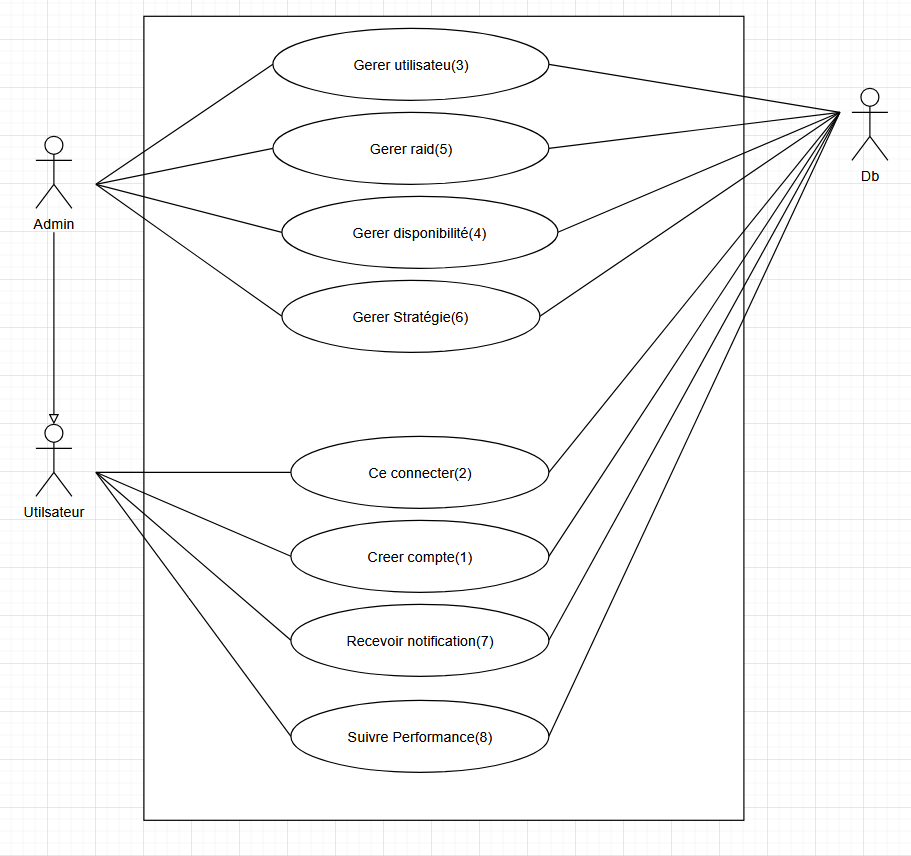 Gerer utilisateu(3)
Gerer raid(5)
Db
Admin
Gerer disponibilité(4)
Gerer Stratégie(6)
Ce connecter(2)
Utilsateur
Creer compte(1)
Recevoir notification(7)
Suivre Performance(8)